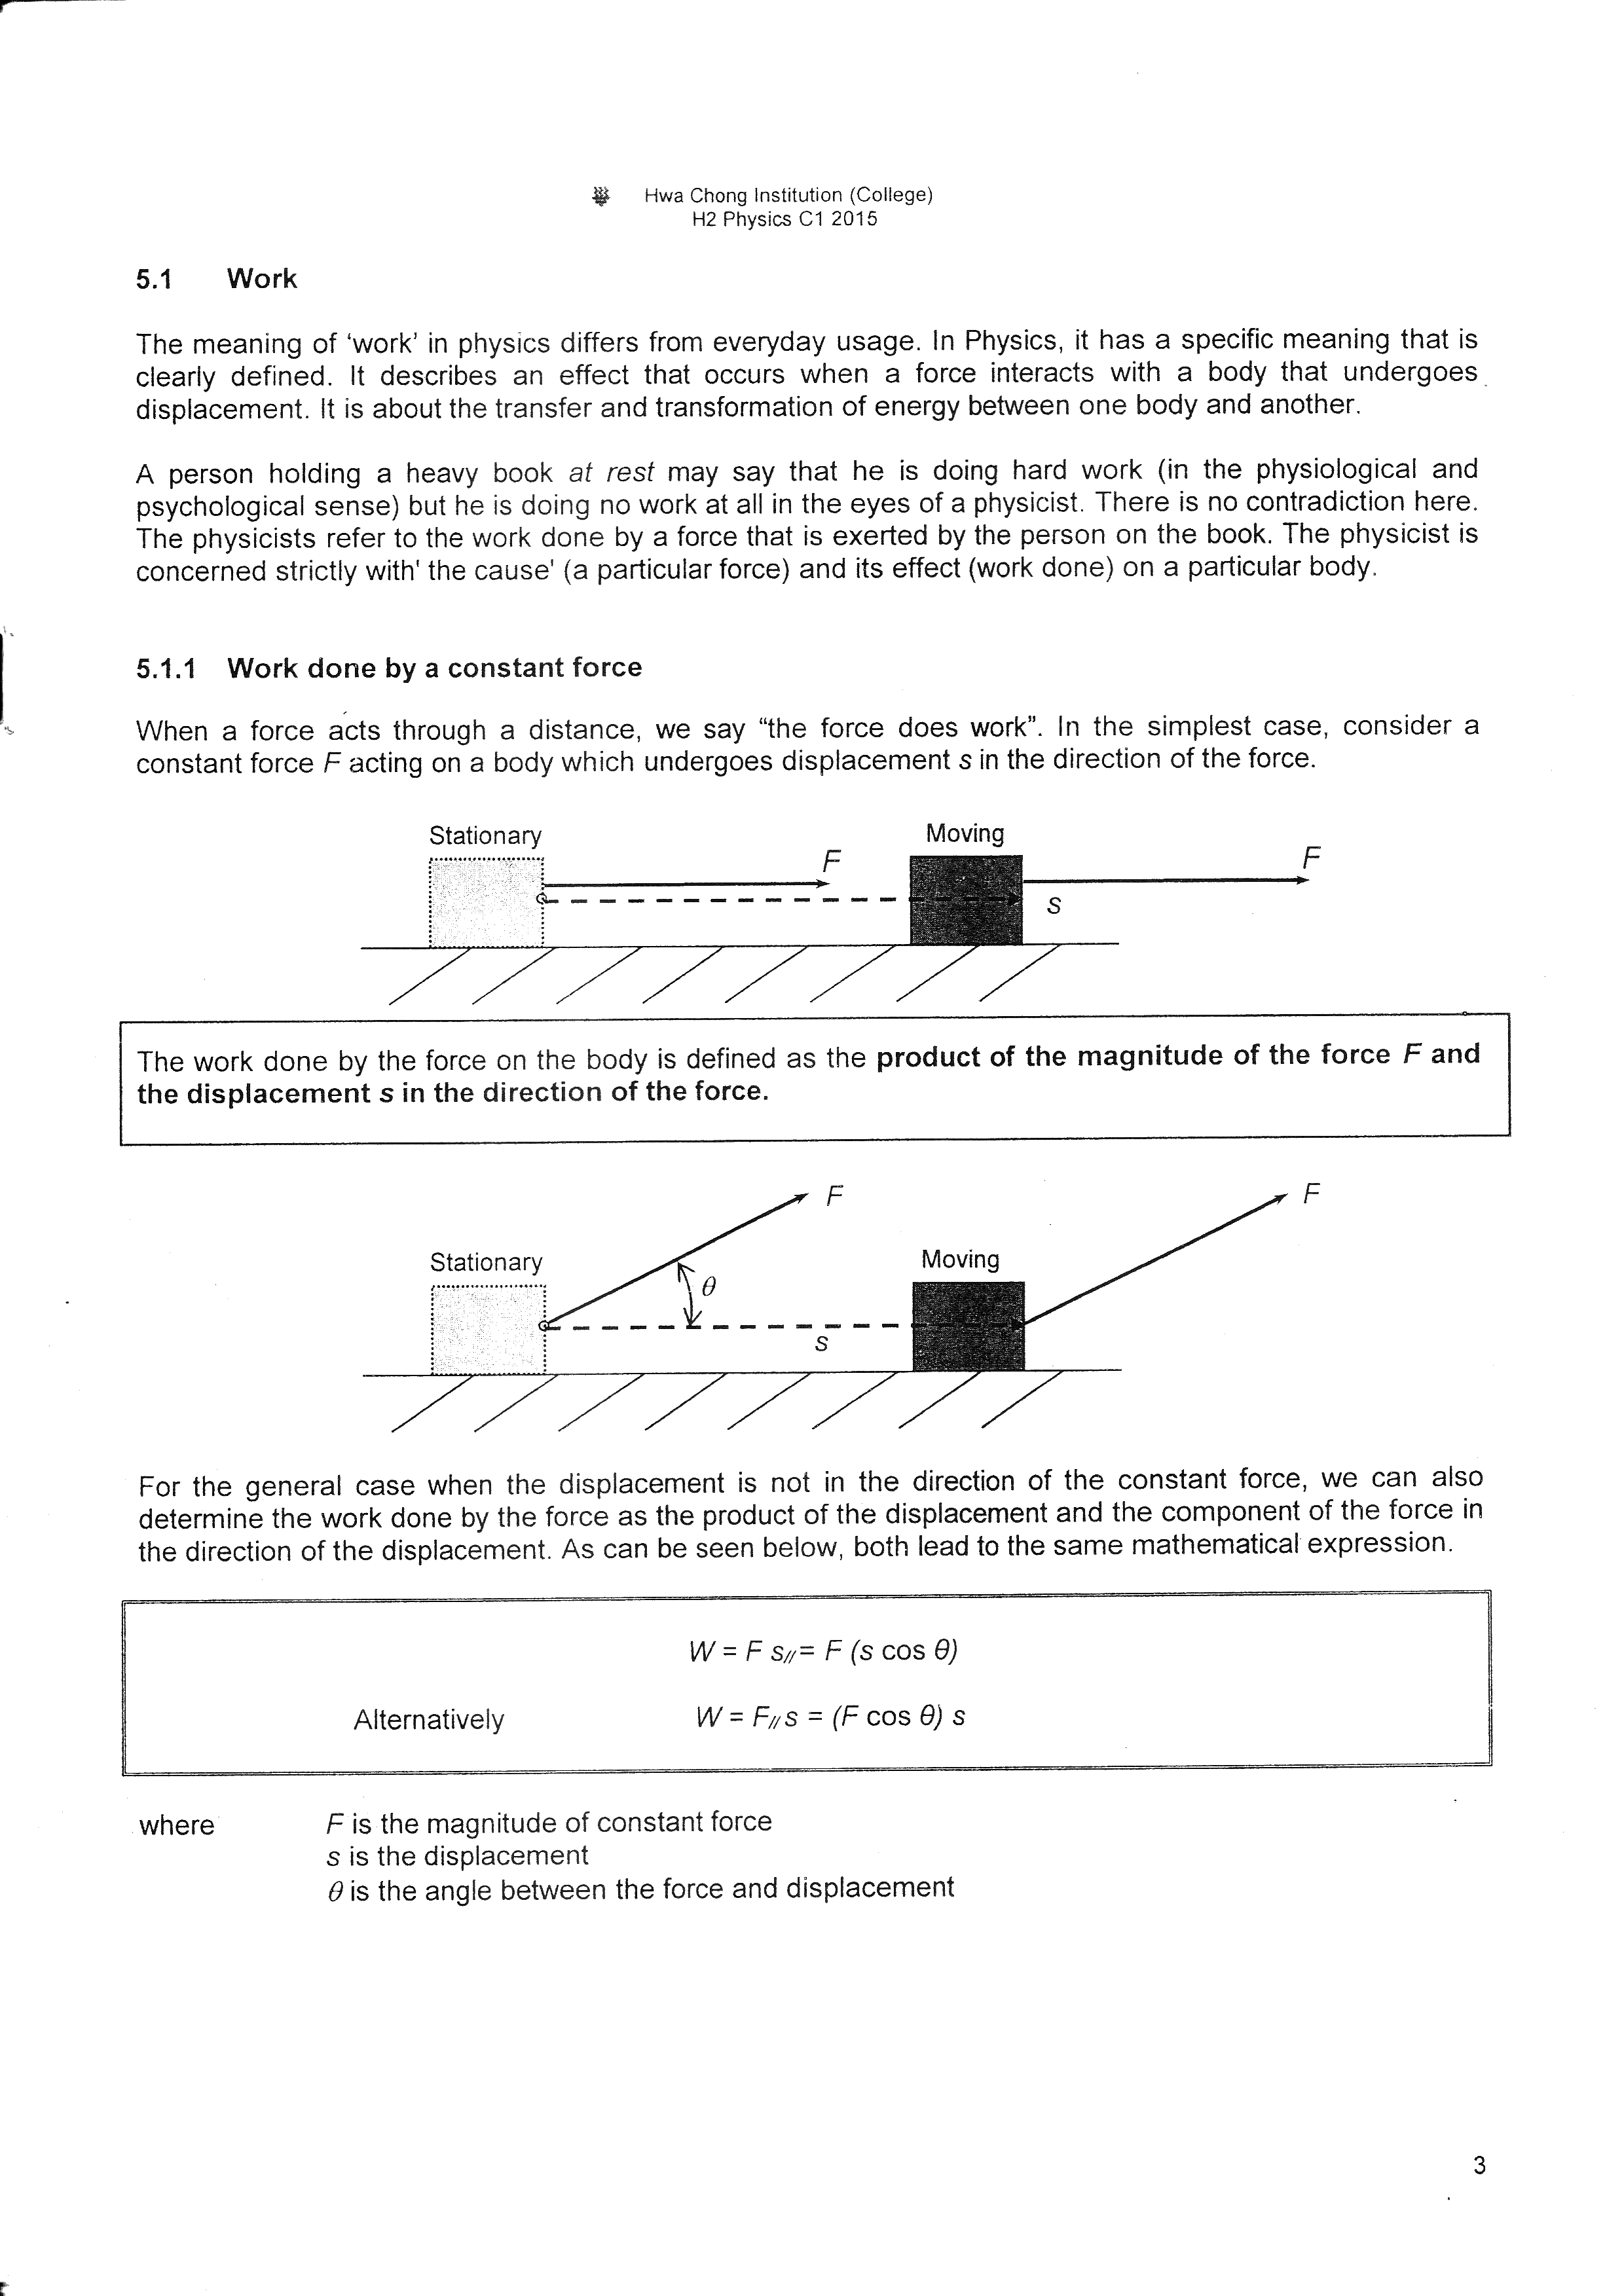 Hwa Chong Institution (College)
H2 Physics C1 2015
5.1 Work
The meaning of 'work' in physics differs from everyday usage. In Physics, it has a specific meaning that is
clearly defined. It describes an effect that occurs when a force interacts with a body that undergoes
displacement. It is about the transfer and transformation of energy between one body and another.
A person holding a heavy book at rest may say that he is doing hard work (in the physiological and
psychological sense) but he is doing no work at all in the eyes of a physicist. There is no contradiction here.
The physicists refer to the work done by a force that is exerted by the person on the book. The physicist is
concerned strictly with' the cause' (a particular force) and its effect (work done) on a particular body.
5.1.1 Work done by a constant force
When a force acts through a distance, we say “the force does work”. In the simplest case, consider a
constant force F acting on a body which undergoes displacement s in the direction of the force.
Stationary Moving
F F
s
The work done by the force on the body is defined as the product of the magnitude of the force F and
the displacement s in the direction of the force.
F F
Stationary Moving
θ
s
For the general case when the displacement is not in the direction of the constant force, we can also
determine the work done by the force as the product of the displacement and the component of the force in
the direction of the displacement. As can be seen below, both lead to the same mathematical expression.
W = F s// = F (s cos θ)
Alternatively W = F// s = (F cos θ) s
where F is the magnitude of constant force
s is the displacement
θ is the angle between the force and displacement
3